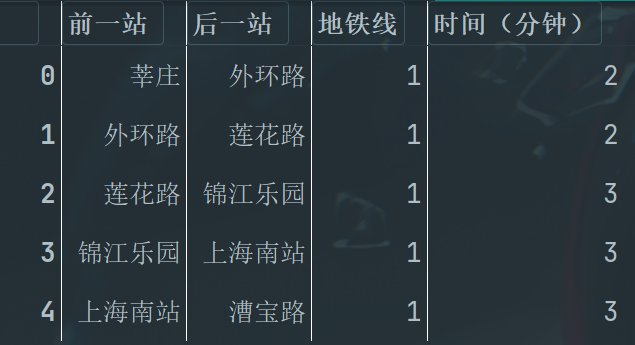 前一站 后一站 地铁线 时间（分钟）
0 莘庄 外环路 1 2
1 外环路 莲花路 1 2
2 莲花路 锦江乐园 1 3
3 锦江乐园 上海南站 1 3
4 上海南站 漕宝路 1 3